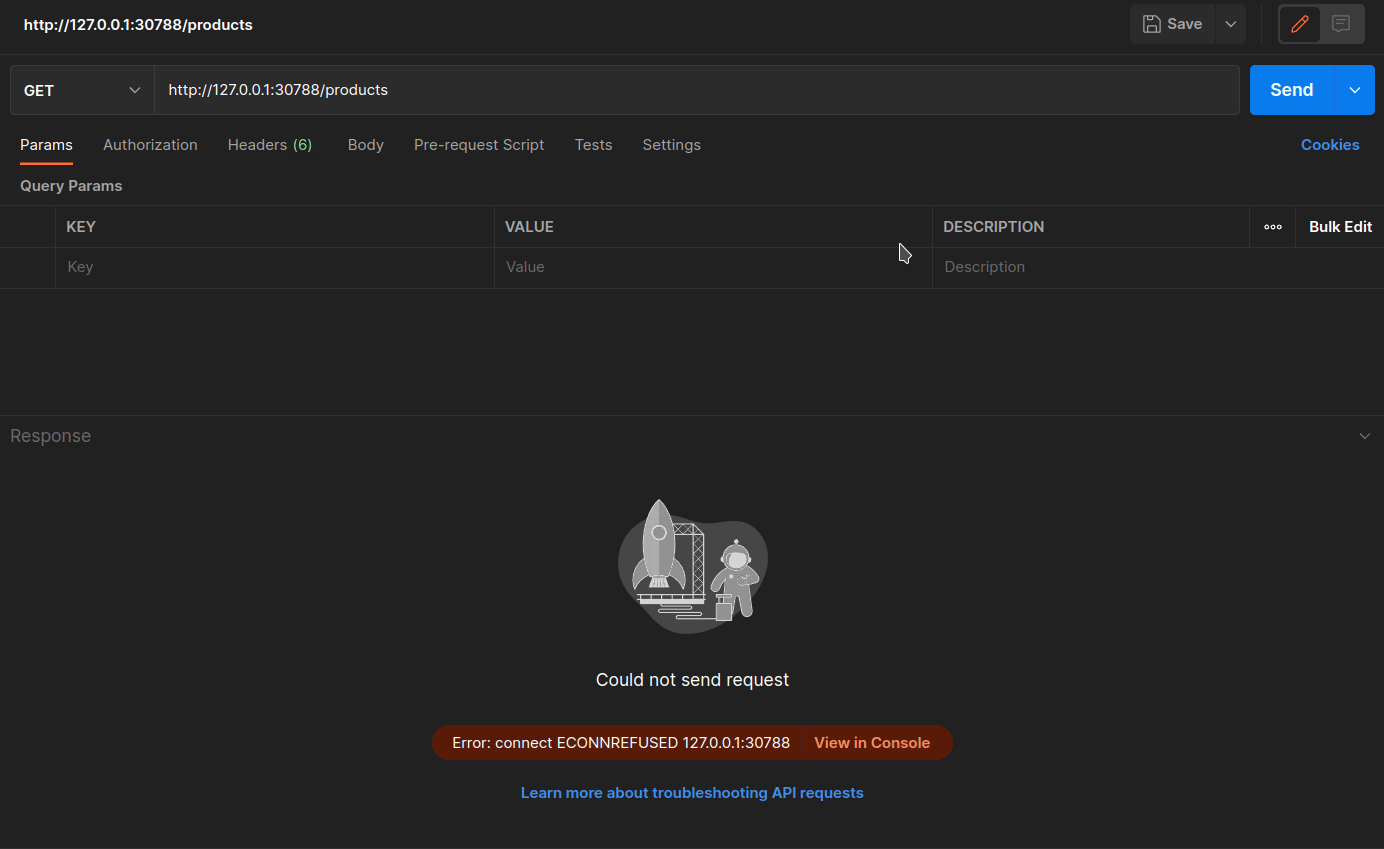 http://127.0.0.1:30788/products
Save
GET
http://127.0.0.1:30788/products
Send
Params Authorization Headers (6) Body Pre-request Script Tests Settings Cookies
Query Params
KEY VALUE DESCRIPTION Bulk Edit
Key Value Description
Response
Could not send request
Error: connect ECONNREFUSED 127.0.0.1:30788 View in Console
Learn more about troubleshooting API requests